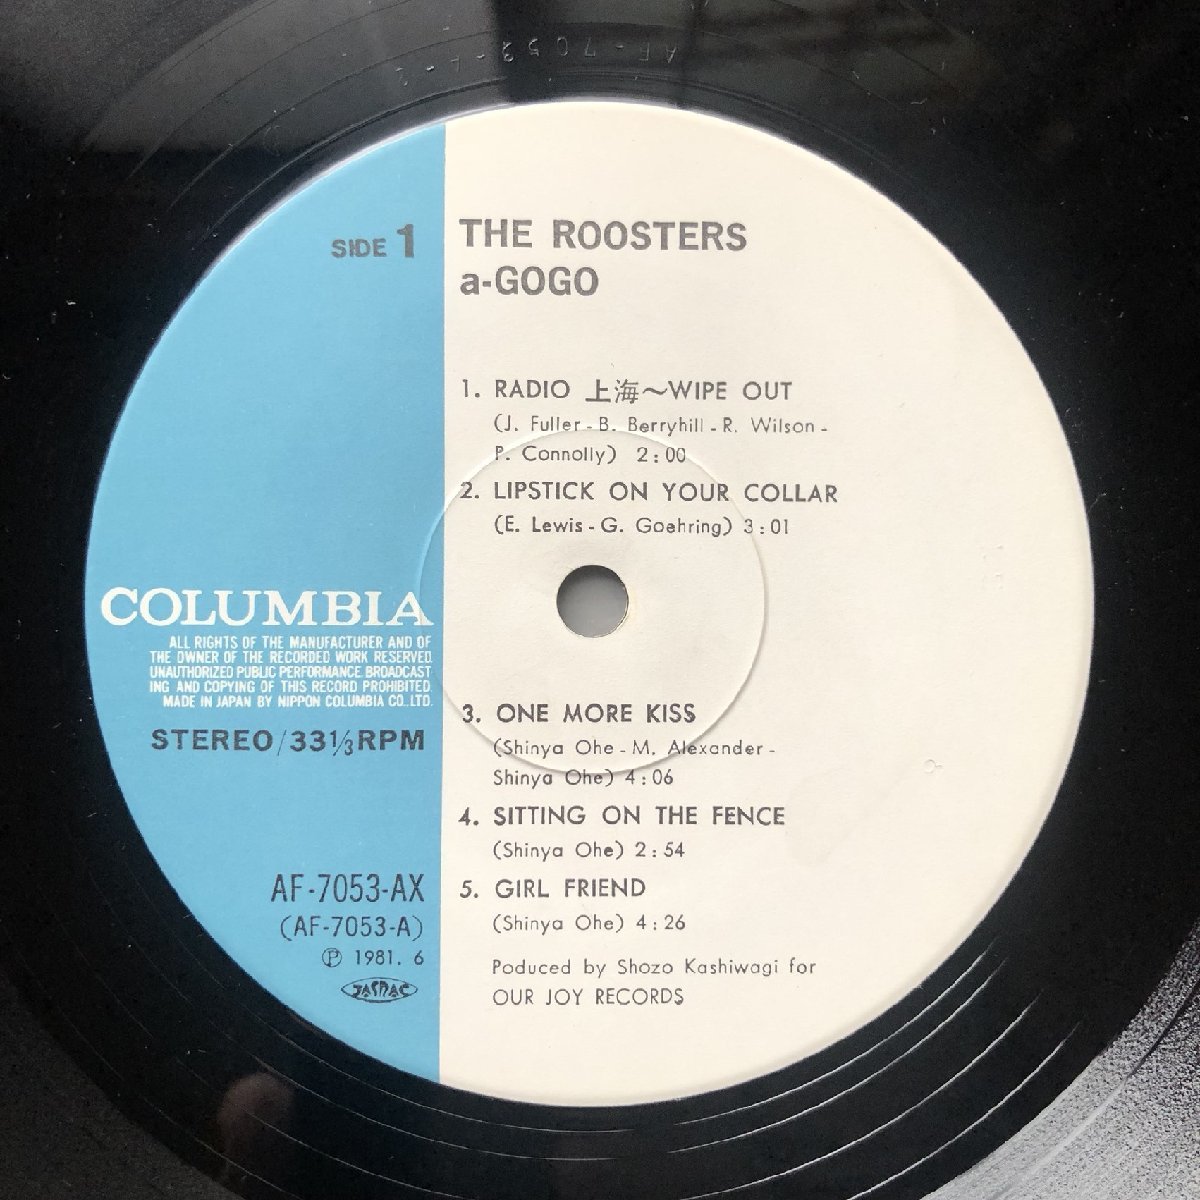 AF-7053-A-2
SIDE 1
THE ROOSTERS
a-GOGO
1. RADIO 上海〜WIPE OUT
(J. Fuller - B. Berryhill - R. Wilson -
P. Connolly) 2:00
2. LIPSTICK ON YOUR COLLAR
(E. Lewis - G. Goehring) 3:01
COLUMBIA
ALL RIGHTS OF THE MANUFACTURER AND OF
THE OWNER OF THE RECORDED WORK RESERVED.
UNAUTHORIZED PUBLIC PERFORMANCE BROADCAST
ING AND COPYING OF THIS RECORD PROHIBITED.
MADE IN JAPAN BY NIPPON COLUMBIA CO., LTD.
STEREO/33⅓RPM
3. ONE MORE KISS
(Shinya Ohe - M. Alexander -
Shinya Ohe) 4:06
4. SITTING ON THE FENCE
(Shinya Ohe) 2:54
5. GIRL FRIEND
(Shinya Ohe) 4:26
Poduced by Shozo Kashiwagi for
OUR JOY RECORDS
AF-7053-AX
(AF-7053-A)
Ⓟ 1981. 6
JASRAC